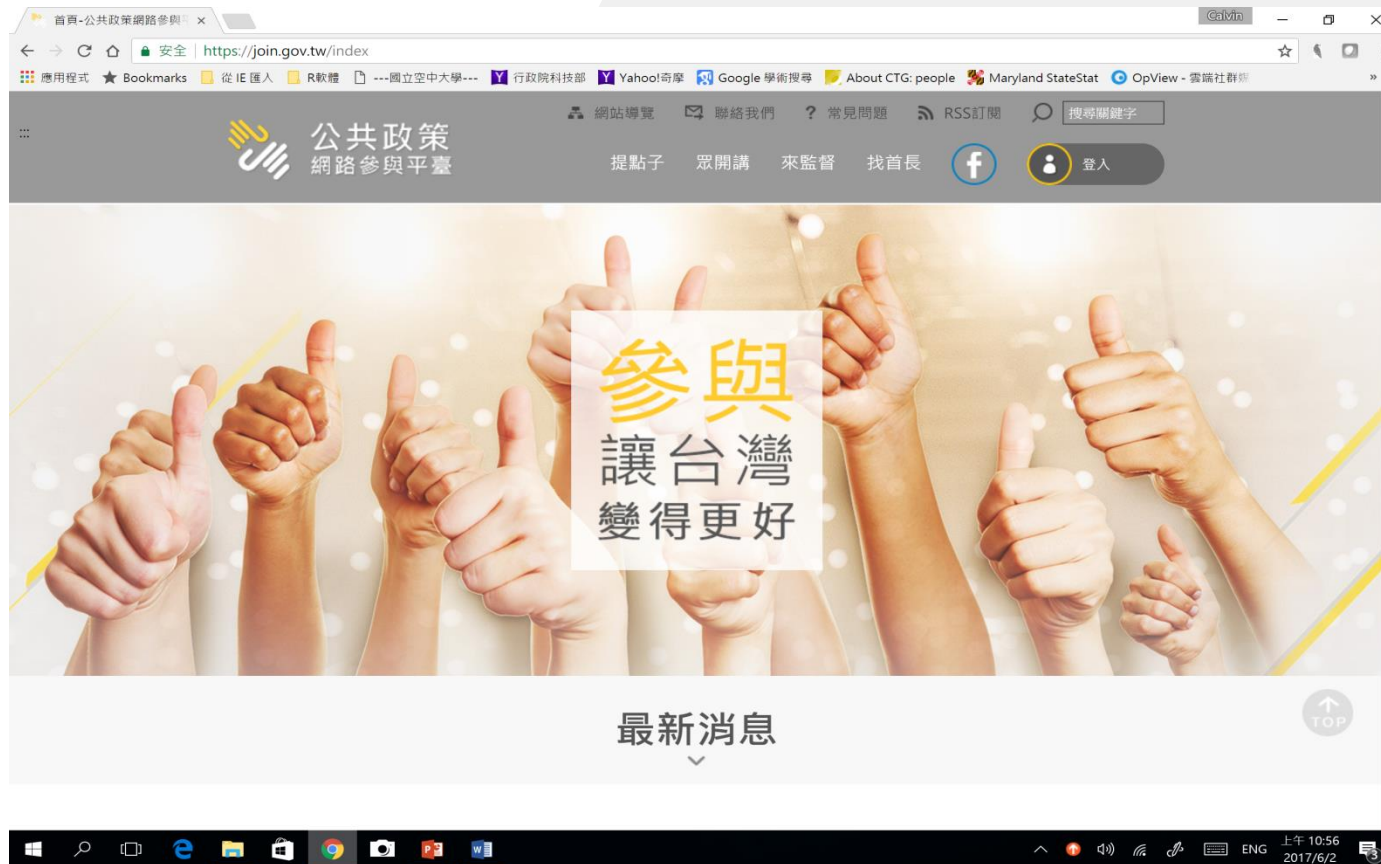 首頁-公共政策網路參與平
Calvin
安全 https://join.gov.tw/index
應用程式 Bookmarks 從 IE 匯入 R軟體 ---國立空中大學--- 行政院科技部 Yahoo!奇摩 Google 學術搜尋 About CTG: people Maryland StateStat OpView - 雲端社群 »
網站導覽 聯絡我們 ? 常見問題 RSS訂閱 搜尋關鍵字
公共政策
網路參與平臺
提點子 眾開講 來監督 找首長 f 登入
參與
讓台灣
變得更好
最新消息
TOP
ENG
上午 10:56
2017/6/2
3